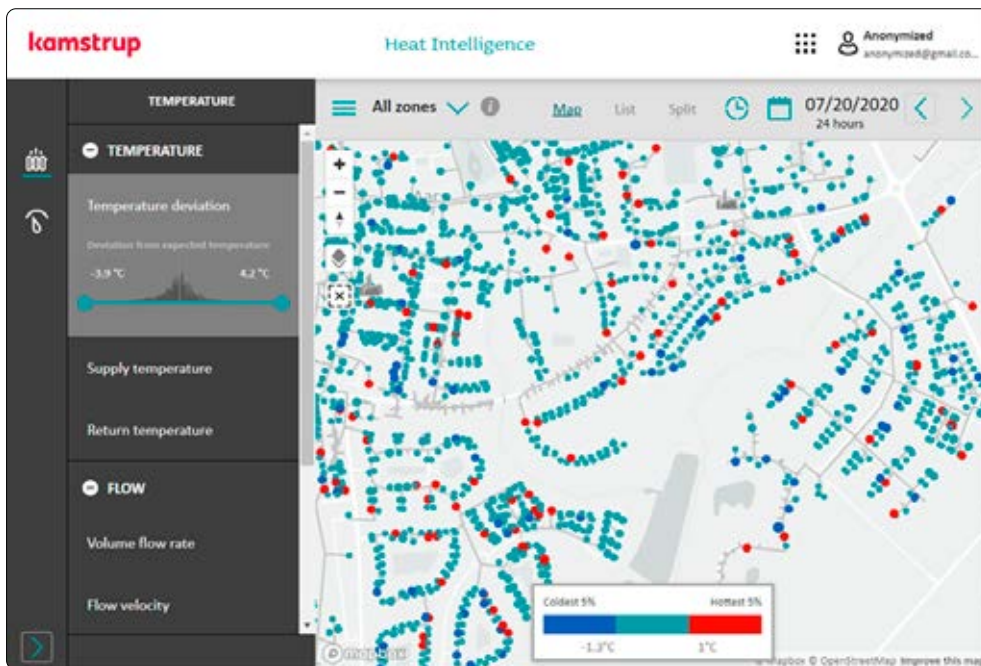 kamstrup
Heat Intelligence
Anonymized
anonymized@gmail.co...
TEMPERATURE
All zones
Map
List
Split
07/20/2020
24 hours
TEMPERATURE
Temperature deviation
Deviation from expected temperature
-3.9 °C
4.2 °C
Supply temperature
Return temperature
FLOW
Volume flow rate
Flow velocity
Coldest 5%
Hottest 5%
-1.3°C
1°C
mapbox
© Mapbox © OpenStreetMap Improve this map